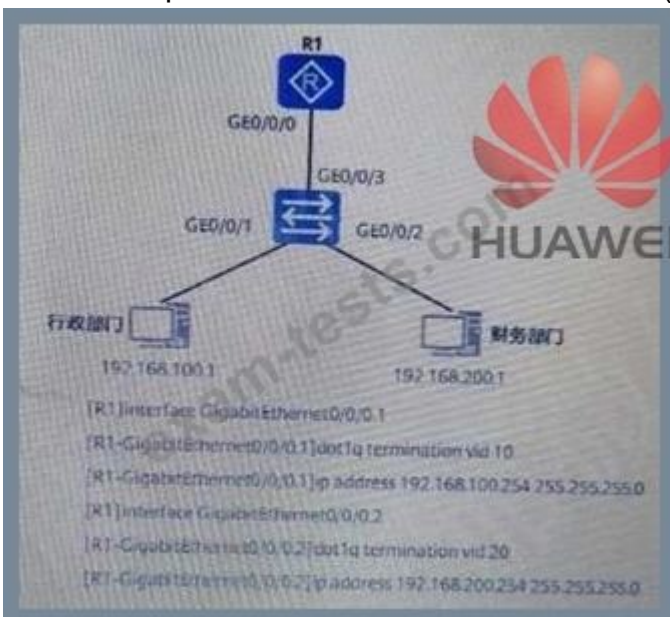 R1
R
GE0/0/0
GE0/0/3
GE0/0/1
GE0/0/2
HUAWEI
exam-tests.com
行政部门
财务部门
192.168.100.1
192.168.200.1
[R1]interface GigabitEthernet0/0/0.1
[R1-GigabitEthernet0/0/0.1]dot1q termination vid 10
[R1-GigabitEthernet0/0/0.1]ip address 192.168.100.254 255.255.255.0
[R1]interface GigabitEthernet0/0/0.2
[R1-GigabitEthernet0/0/0.2]dot1q termination vid 20
[R1-GigabitEthernet0/0/0.2]ip address 192.168.200.254 255.255.255.0